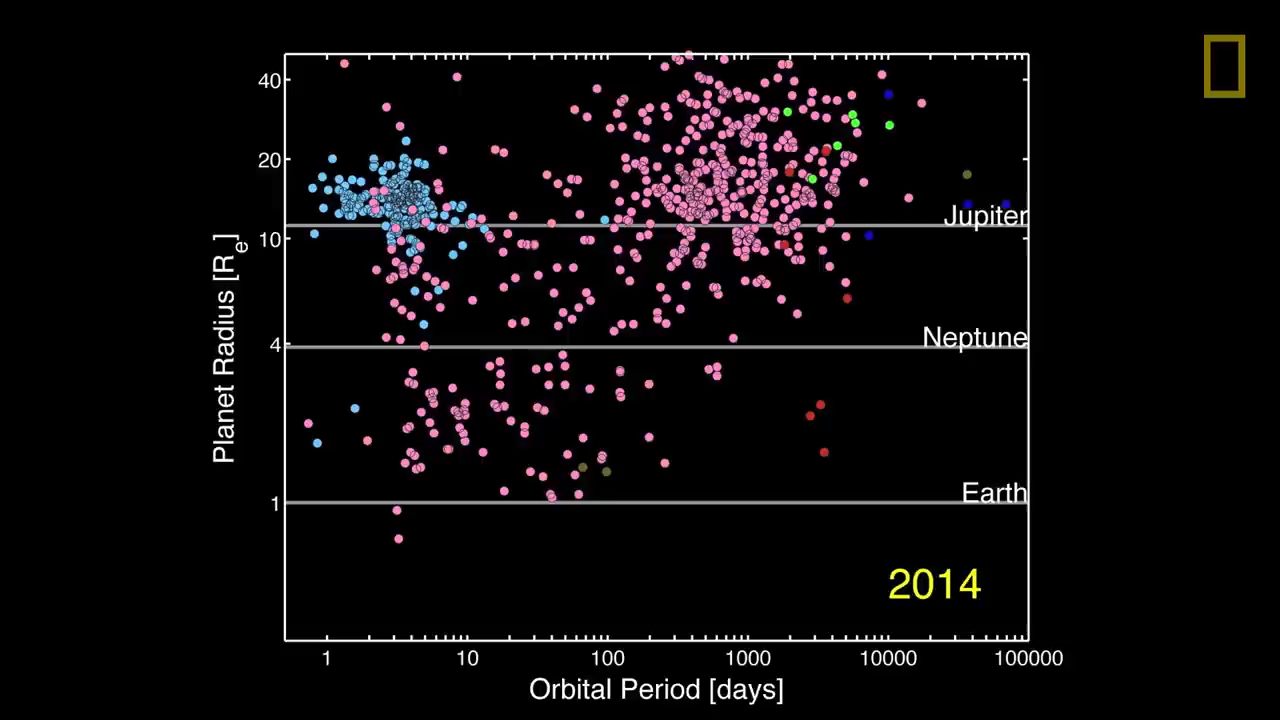 40
20
Jupiter
10
Planet Radius [Re]
Neptune
4
Earth
1
2014
1 10 100 1000 10000 100000
Orbital Period [days]